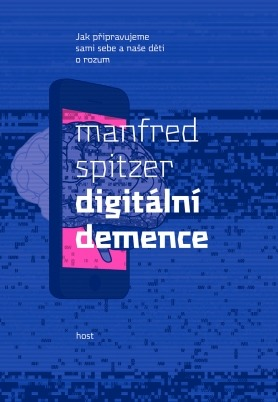 Jak připravujeme
sami sebe a naše děti
o rozum
manfred
spitzer
digitální
demence
host